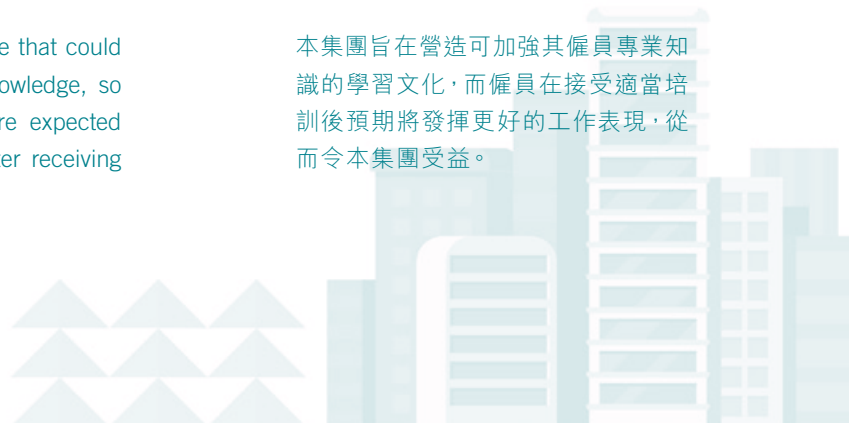 that could
so
expected
receiving
本集團旨在營造可加強其僱員專業知
識的學習文化，而僱員在接受適當培
訓後預期將發揮更好的工作表現，從
而令本集團受益。